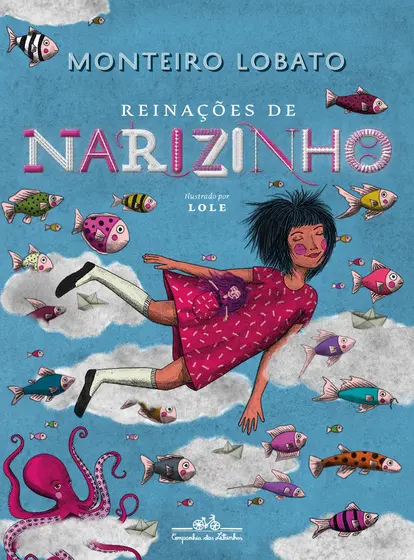 MONTEIRO LOBATO
REINAÇÕES DE
NARIZINHO
Ilustrado por
LOLE
Companhia das Letrinhas